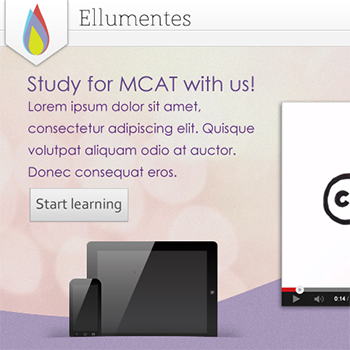 Ellumentes
Study for MCAT with us!
Lorem ipsum dolor sit amet,
consectetur adipiscing elit. Quisque
volutpat aliquam odio at auctor.
Donec consequat eros.
Start learning
c
0:14 /